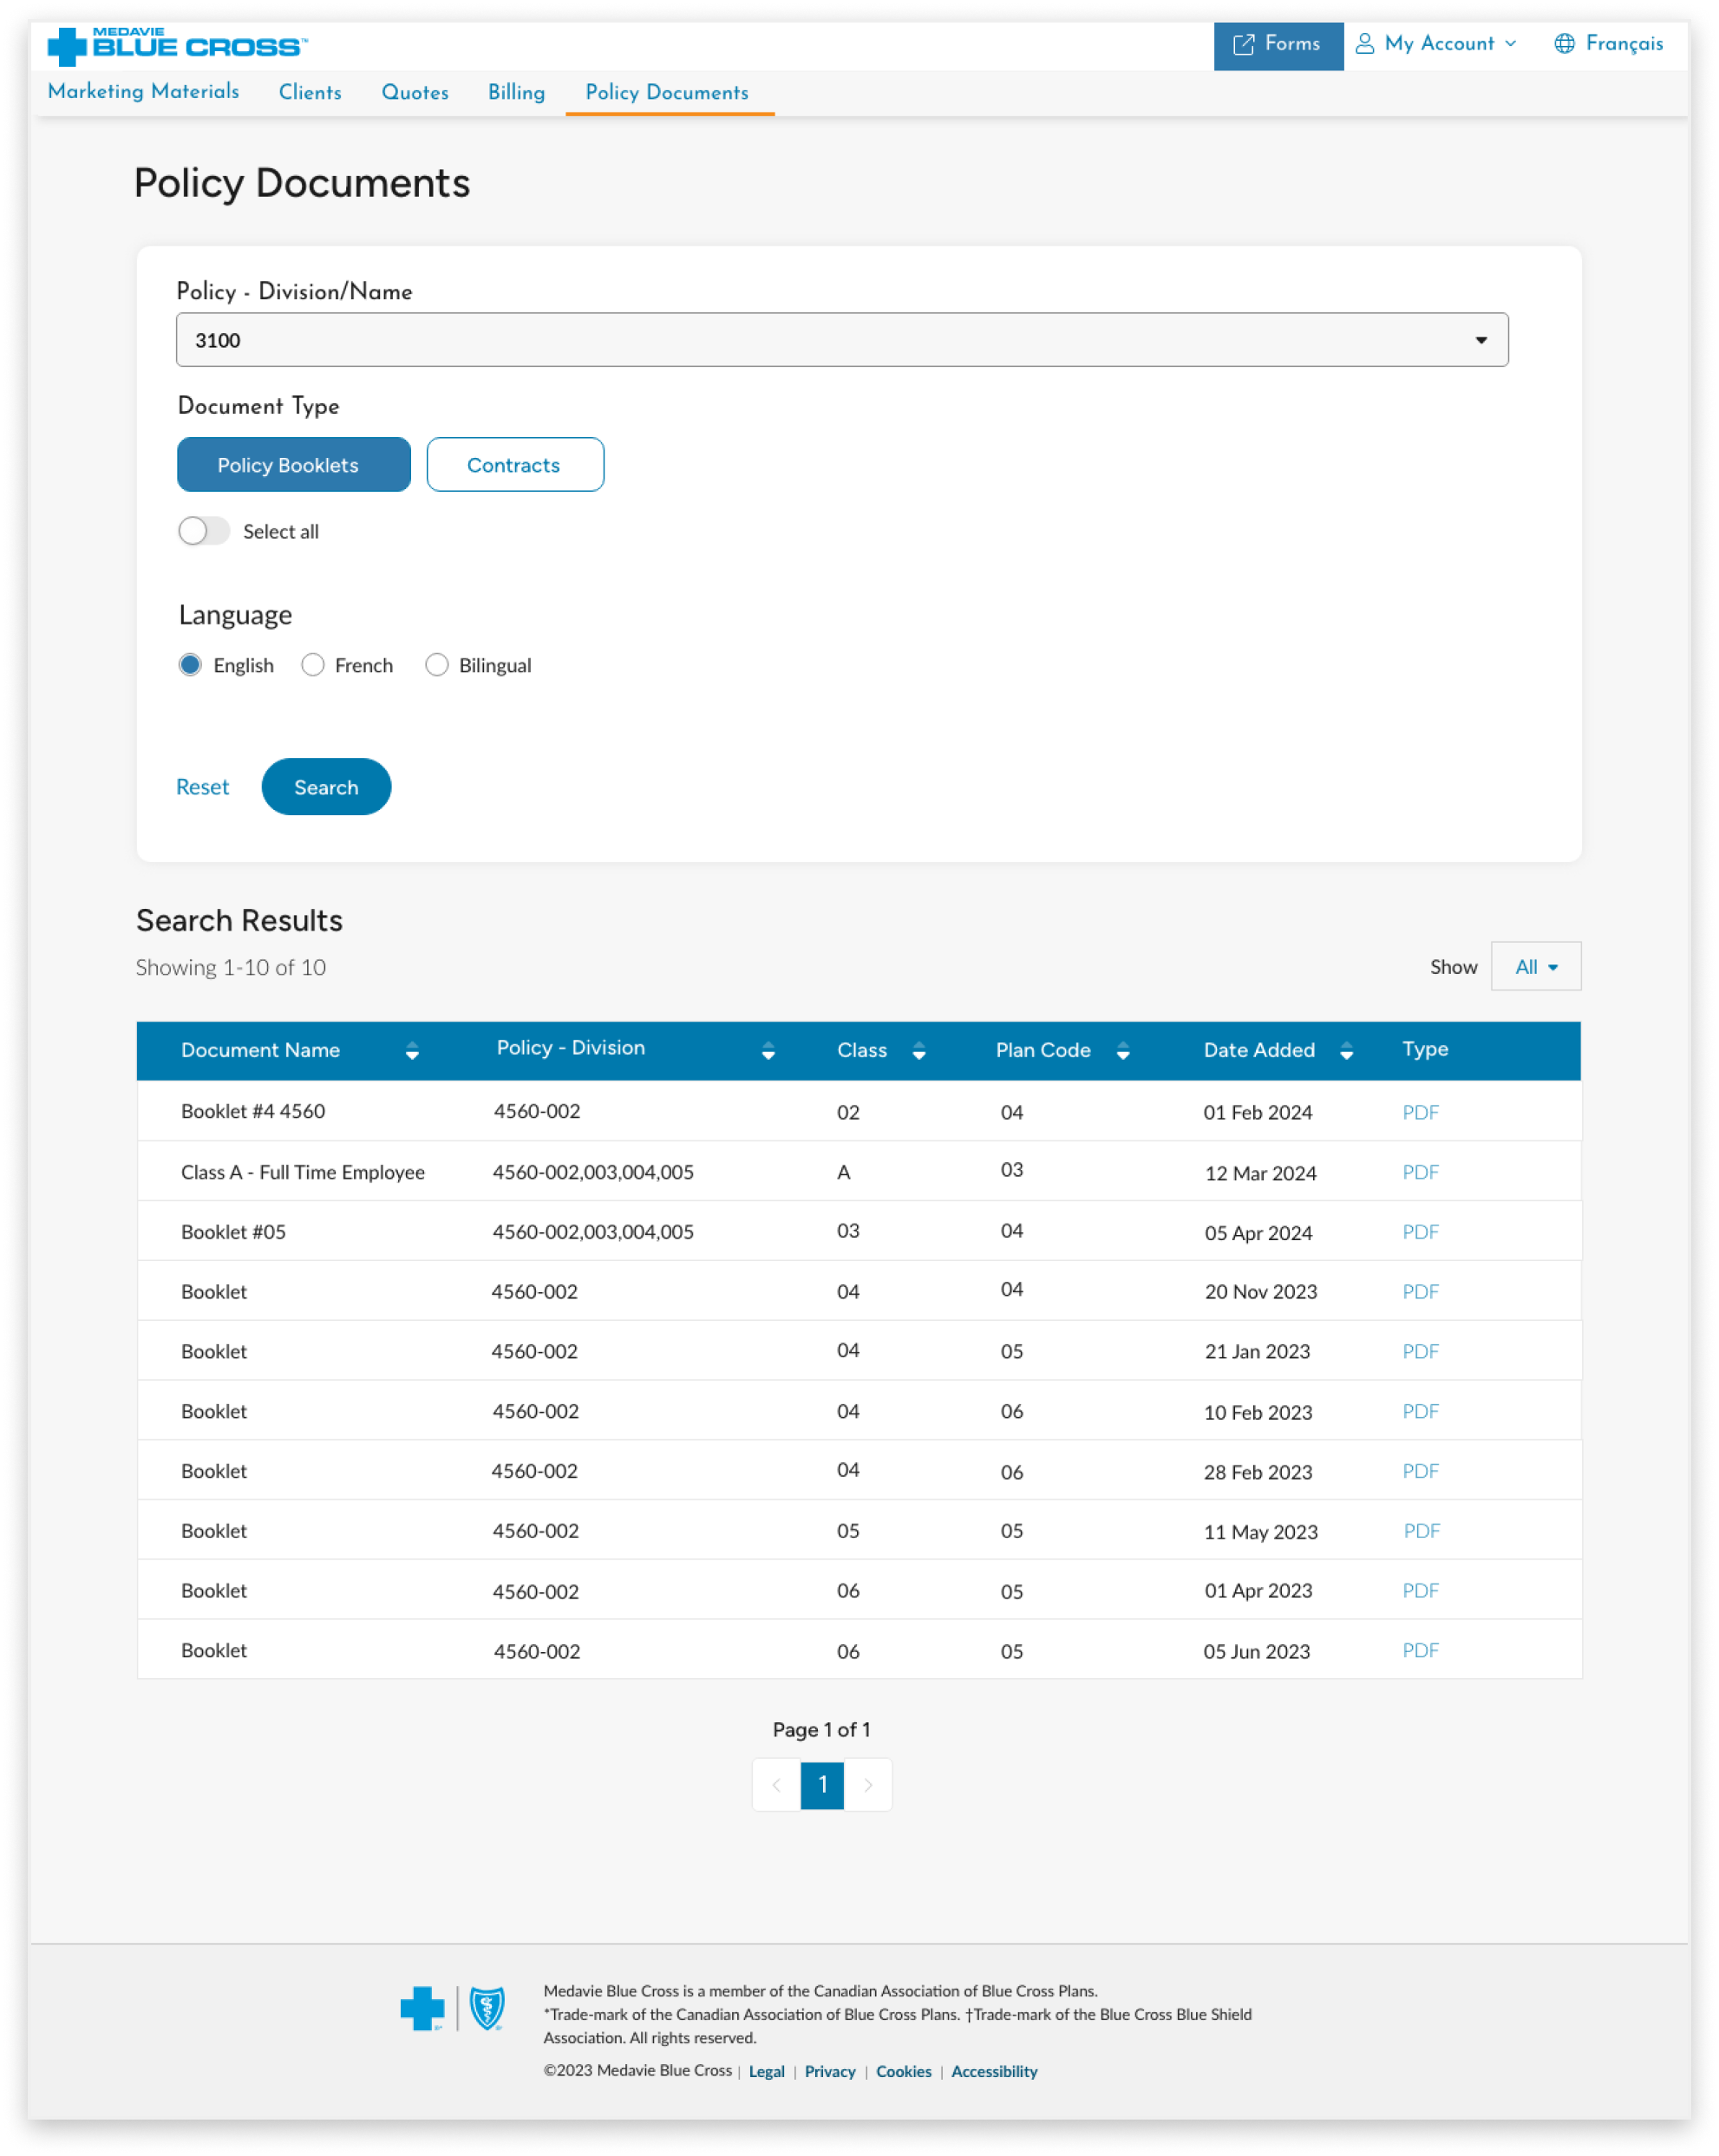 MEDAVIE
BLUE CROSS™
Forms
My Account
Français
Marketing Materials
Clients
Quotes
Billing
Policy Documents
Policy Documents
Policy - Division/Name
3100
Document Type
Policy Booklets
Contracts
Select all
Language
English
French
Bilingual
Reset
Search
Search Results
Showing 1-10 of 10
Show
All
Document Name Policy - Division Class Plan Code Date Added Type
Booklet #4 4560 4560-002 02 04 01 Feb 2024 PDF
Class A - Full Time Employee 4560-002,003,004,005 A 03 12 Mar 2024 PDF
Booklet #05 4560-002,003,004,005 03 04 05 Apr 2024 PDF
Booklet 4560-002 04 04 20 Nov 2023 PDF
Booklet 4560-002 04 05 21 Jan 2023 PDF
Booklet 4560-002 04 06 10 Feb 2023 PDF
Booklet 4560-002 04 06 28 Feb 2023 PDF
Booklet 4560-002 05 05 11 May 2023 PDF
Booklet 4560-002 06 05 01 Apr 2023 PDF
Booklet 4560-002 06 05 05 Jun 2023 PDF
Page 1 of 1
1
Medavie Blue Cross is a member of the Canadian Association of Blue Cross Plans.
*Trade-mark of the Canadian Association of Blue Cross Plans. †Trade-mark of the Blue Cross Blue Shield
Association. All rights reserved.
©2023 Medavie Blue Cross | Legal | Privacy | Cookies | Accessibility